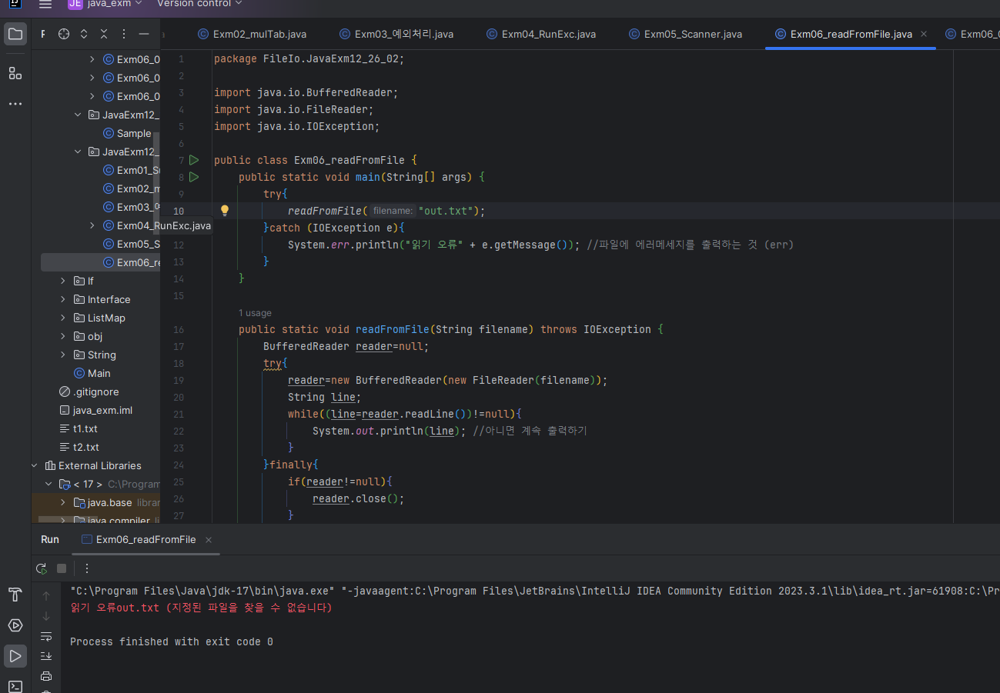 JE java_exm Version control
Exm02_mulTab.java Exm03_예외처리.java Exm04_RunExc.java Exm05_Scanner.java Exm06_readFromFile.java Exm06_
Exm06_0
Exm06_0
Exm06_0
JavaExm12_
Sample
JavaExm12_
Exm01_S
Exm02_m
Exm03_
Exm04_RunExc.java
Exm05_S
Exm06_re
If
Interface
ListMap
obj
String
Main
.gitignore
java_exm.iml
t1.txt
t2.txt
External Libraries
< 17 > C:\Program
java.base librar
java.compiler
1 package FileIo.JavaExm12_26_02;
2
3 import java.io.BufferedReader;
4 import java.io.FileReader;
5 import java.io.IOException;
6
7 public class Exm06_readFromFile {
8 public static void main(String[] args) {
9 try{
10 readFromFile( filename: "out.txt");
}catch (IOException e){
12 System.err.println("읽기 오류" + e.getMessage()); //파일에 에러메세지를 출력하는 것 (err)
13 }
14 }
15
1 usage
16 public static void readFromFile(String filename) throws IOException {
17 BufferedReader reader=null;
18 try{
19 reader=new BufferedReader(new FileReader(filename));
20 String line;
21 while((line=reader.readLine())!=null){
22 System.out.println(line); //아니면 계속 출력하기
23 }
24 }finally{
25 if(reader!=null){
26 reader.close();
27 }
Run Exm06_readFromFile
"C:\Program Files\Java\jdk-17\bin\java.exe" "-javaagent:C:\Program Files\JetBrains\IntelliJ IDEA Community Edition 2023.3.1\lib\idea_rt.jar=61908:C:\Pr
읽기 오류out.txt (지정된 파일을 찾을 수 없습니다)
Process finished with exit code 0